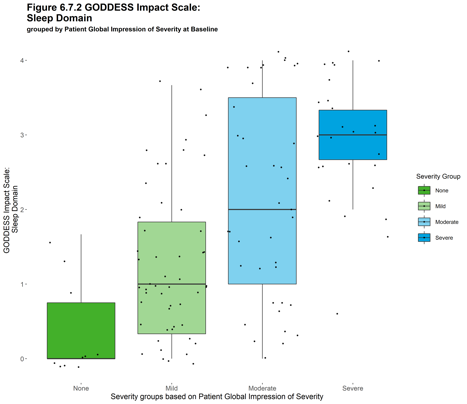 Figure 6.7.2 GODDESS Impact Scale:
Sleep Domain
grouped by Patient Global Impression of Severity at Baseline
GODDESS Impact Scale:
Sleep Domain
4
3
2
1
0
None
Mild
Moderate
Severe
Severity groups based on Patient Global Impression of Severity
Severity Group
None
Mild
Moderate
Severe